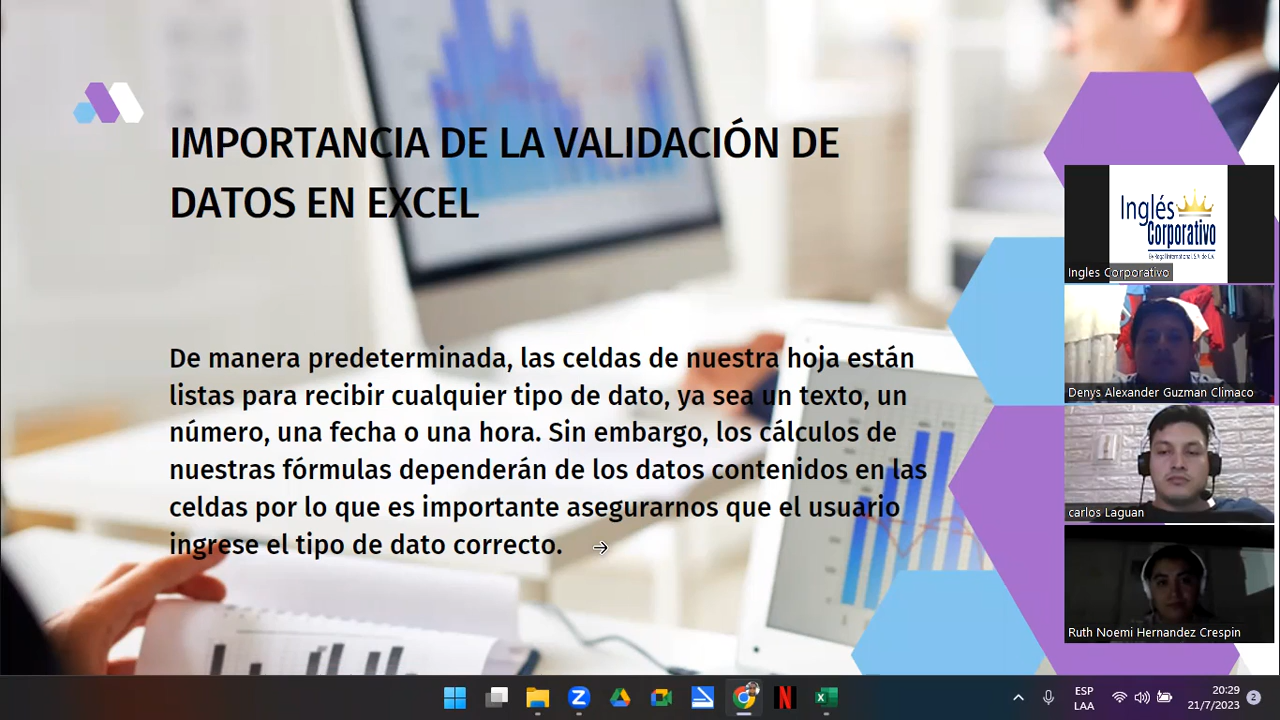 IMPORTANCIA DE LA VALIDACIÓN DE
DATOS EN EXCEL
De manera predeterminada, las celdas de nuestra hoja están
listas para recibir cualquier tipo de dato, ya sea un texto, un
número, una fecha o una hora. Sin embargo, los cálculos de
nuestras fórmulas dependerán de los datos contenidos en las
celdas por lo que es importante asegurarnos que el usuario
ingrese el tipo de dato correcto.
Inglés
Corporativo
Ingles Corporativo
Denys Alexander Guzman Climaco
carlos Laguan
Ruth Noemi Hernandez Crespin
ESP
LAA
20:29
21/7/2023
2